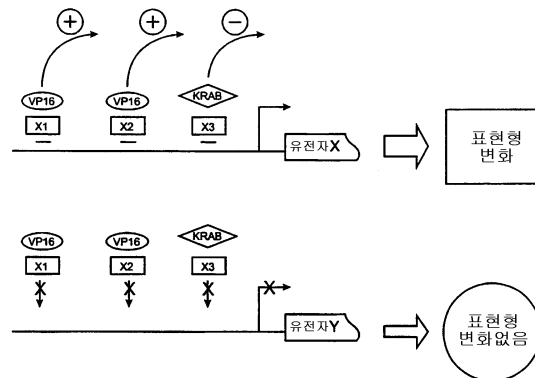 + + −
VP16 VP16 KRAB
X1 X2 X3
유전자X
표현형
변화
VP16 VP16 KRAB
X1 X2 X3
X X X X
유전자Y
표현형
변화없음